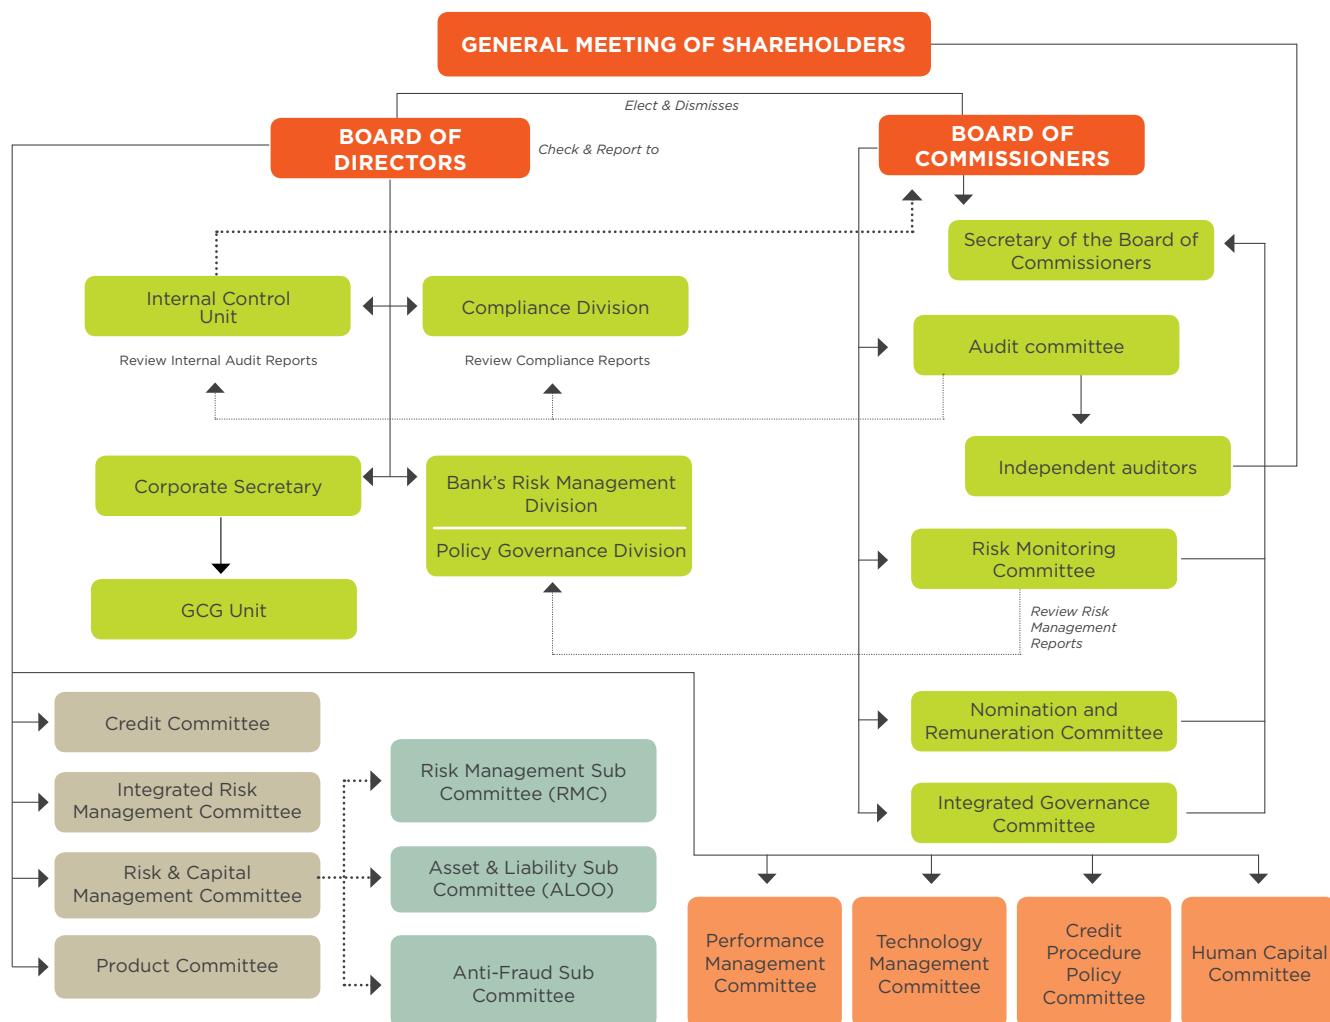 GENERAL MEETING OF SHAREHOLDERS
Elect & Dismisses
BOARD OF
DIRECTORS
Check & Report to
BOARD OF
COMMISSIONERS
Secretary of the Board of
Commissioners
Internal Control
Unit
Compliance Division
Review Internal Audit Reports
Review Compliance Reports
Audit committee
Corporate Secretary
Bank's Risk Management
Division
Policy Governance Division
Independent auditors
GCG Unit
Risk Monitoring
Committee
Review Risk
Management
Reports
Credit Committee
Integrated Risk
Management Committee
Risk & Capital
Management Committee
Product Committee
Risk Management Sub
Committee (RMC)
Asset & Liability Sub
Committee (ALOO)
Anti-Fraud Sub
Committee
Nomination and
Remuneration Committee
Integrated Governance
Committee
Performance
Management
Committee
Technology
Management
Committee
Credit
Procedure
Policy
Committee
Human Capital
Committee